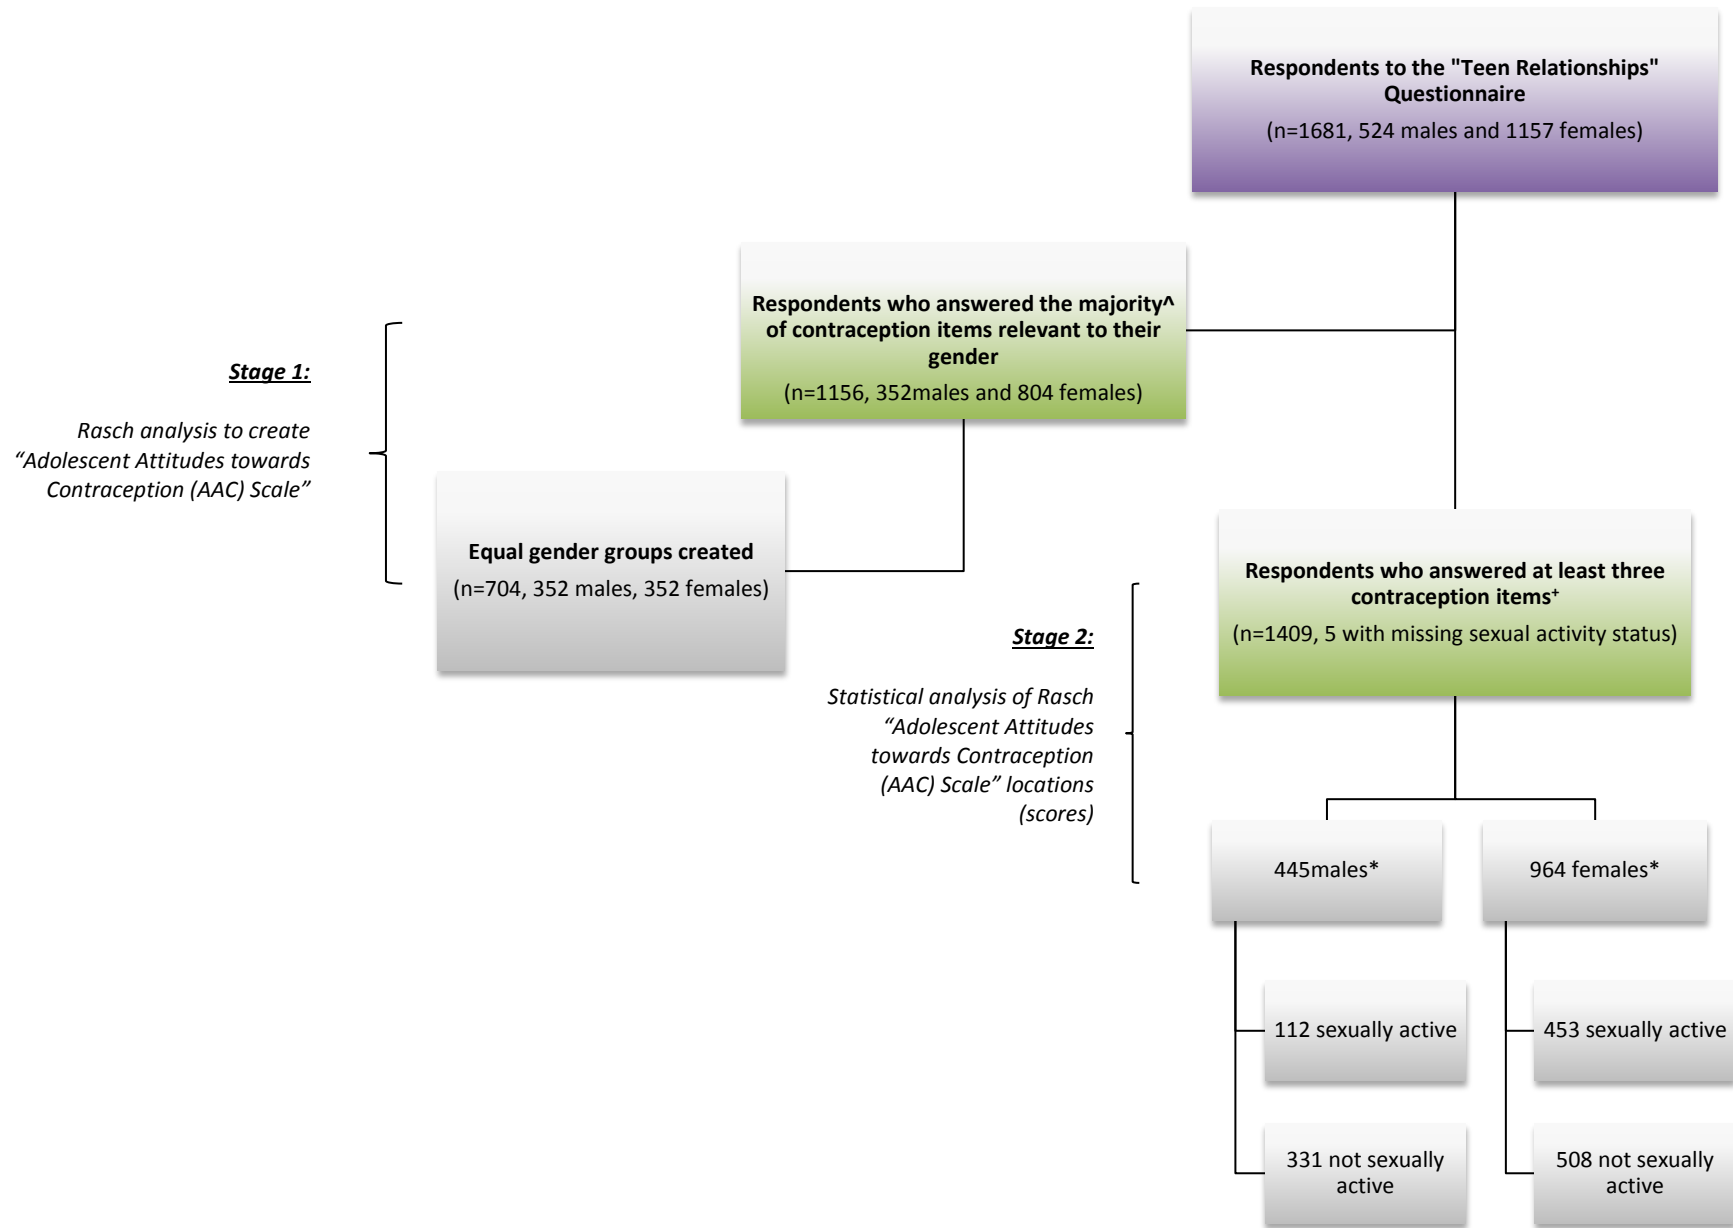 Respondents to the "Teen Relationships"
Questionnaire
(n=1681, 524 males and 1157 females)
Respondents who answered the majority^
of contraception items relevant to their
gender
(n=1156, 352males and 804 females)
Stage 1:
Rasch analysis to create
“Adolescent Attitudes towards
Contraception (AAC) Scale”
Equal gender groups created
(n=704, 352 males, 352 females)
Respondents who answered at least three
contraception items⁺
(n=1409, 5 with missing sexual activity status)
Stage 2:
Statistical analysis of Rasch
“Adolescent Attitudes
towards Contraception
(AAC) Scale” locations
(scores)
445males*
964 females*
112 sexually active
453 sexually active
331 not sexually
active
508 not sexually
active